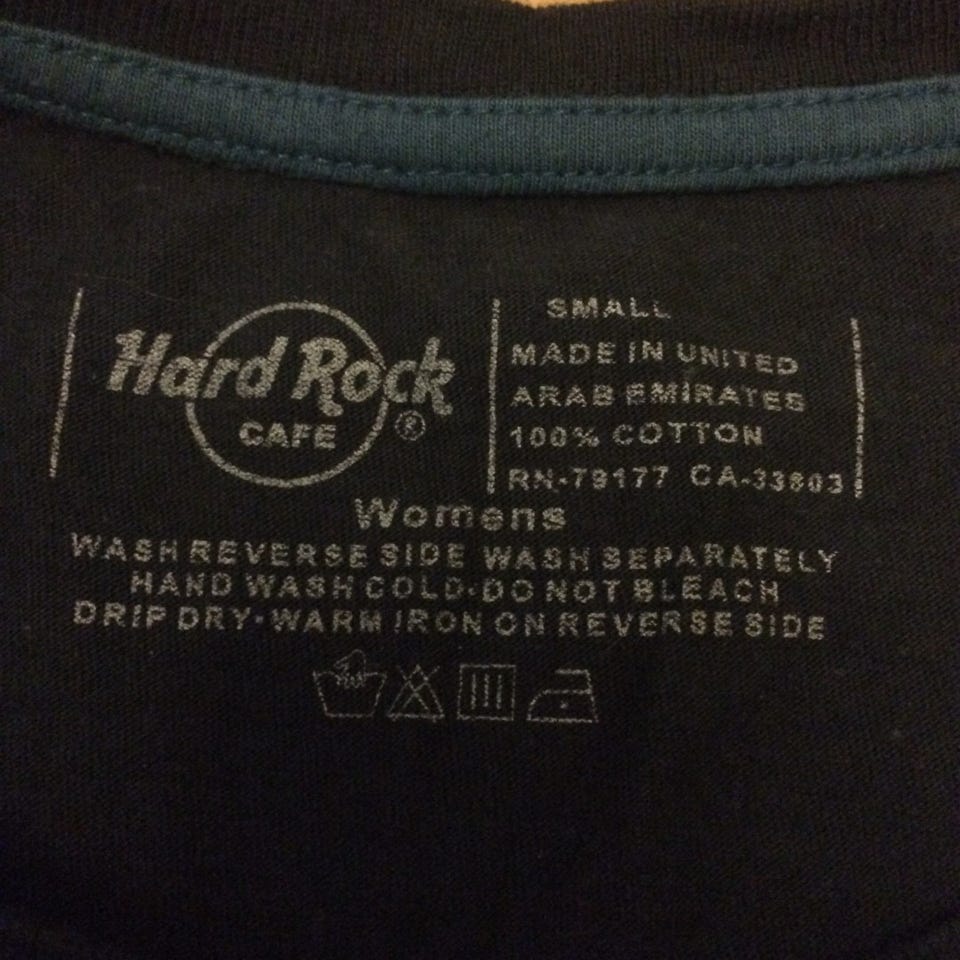 Hard Rock
CAFE
®
SMALL
MADE IN UNITED
ARAB EMIRATES
100% COTTON
RN-79177 CA-33803
Womens
WASH REVERSE SIDE WASH SEPARATELY
HAND WASH COLD-DO NOT BLEACH
DRIP DRY-WARM IRON ON REVERSE SIDE